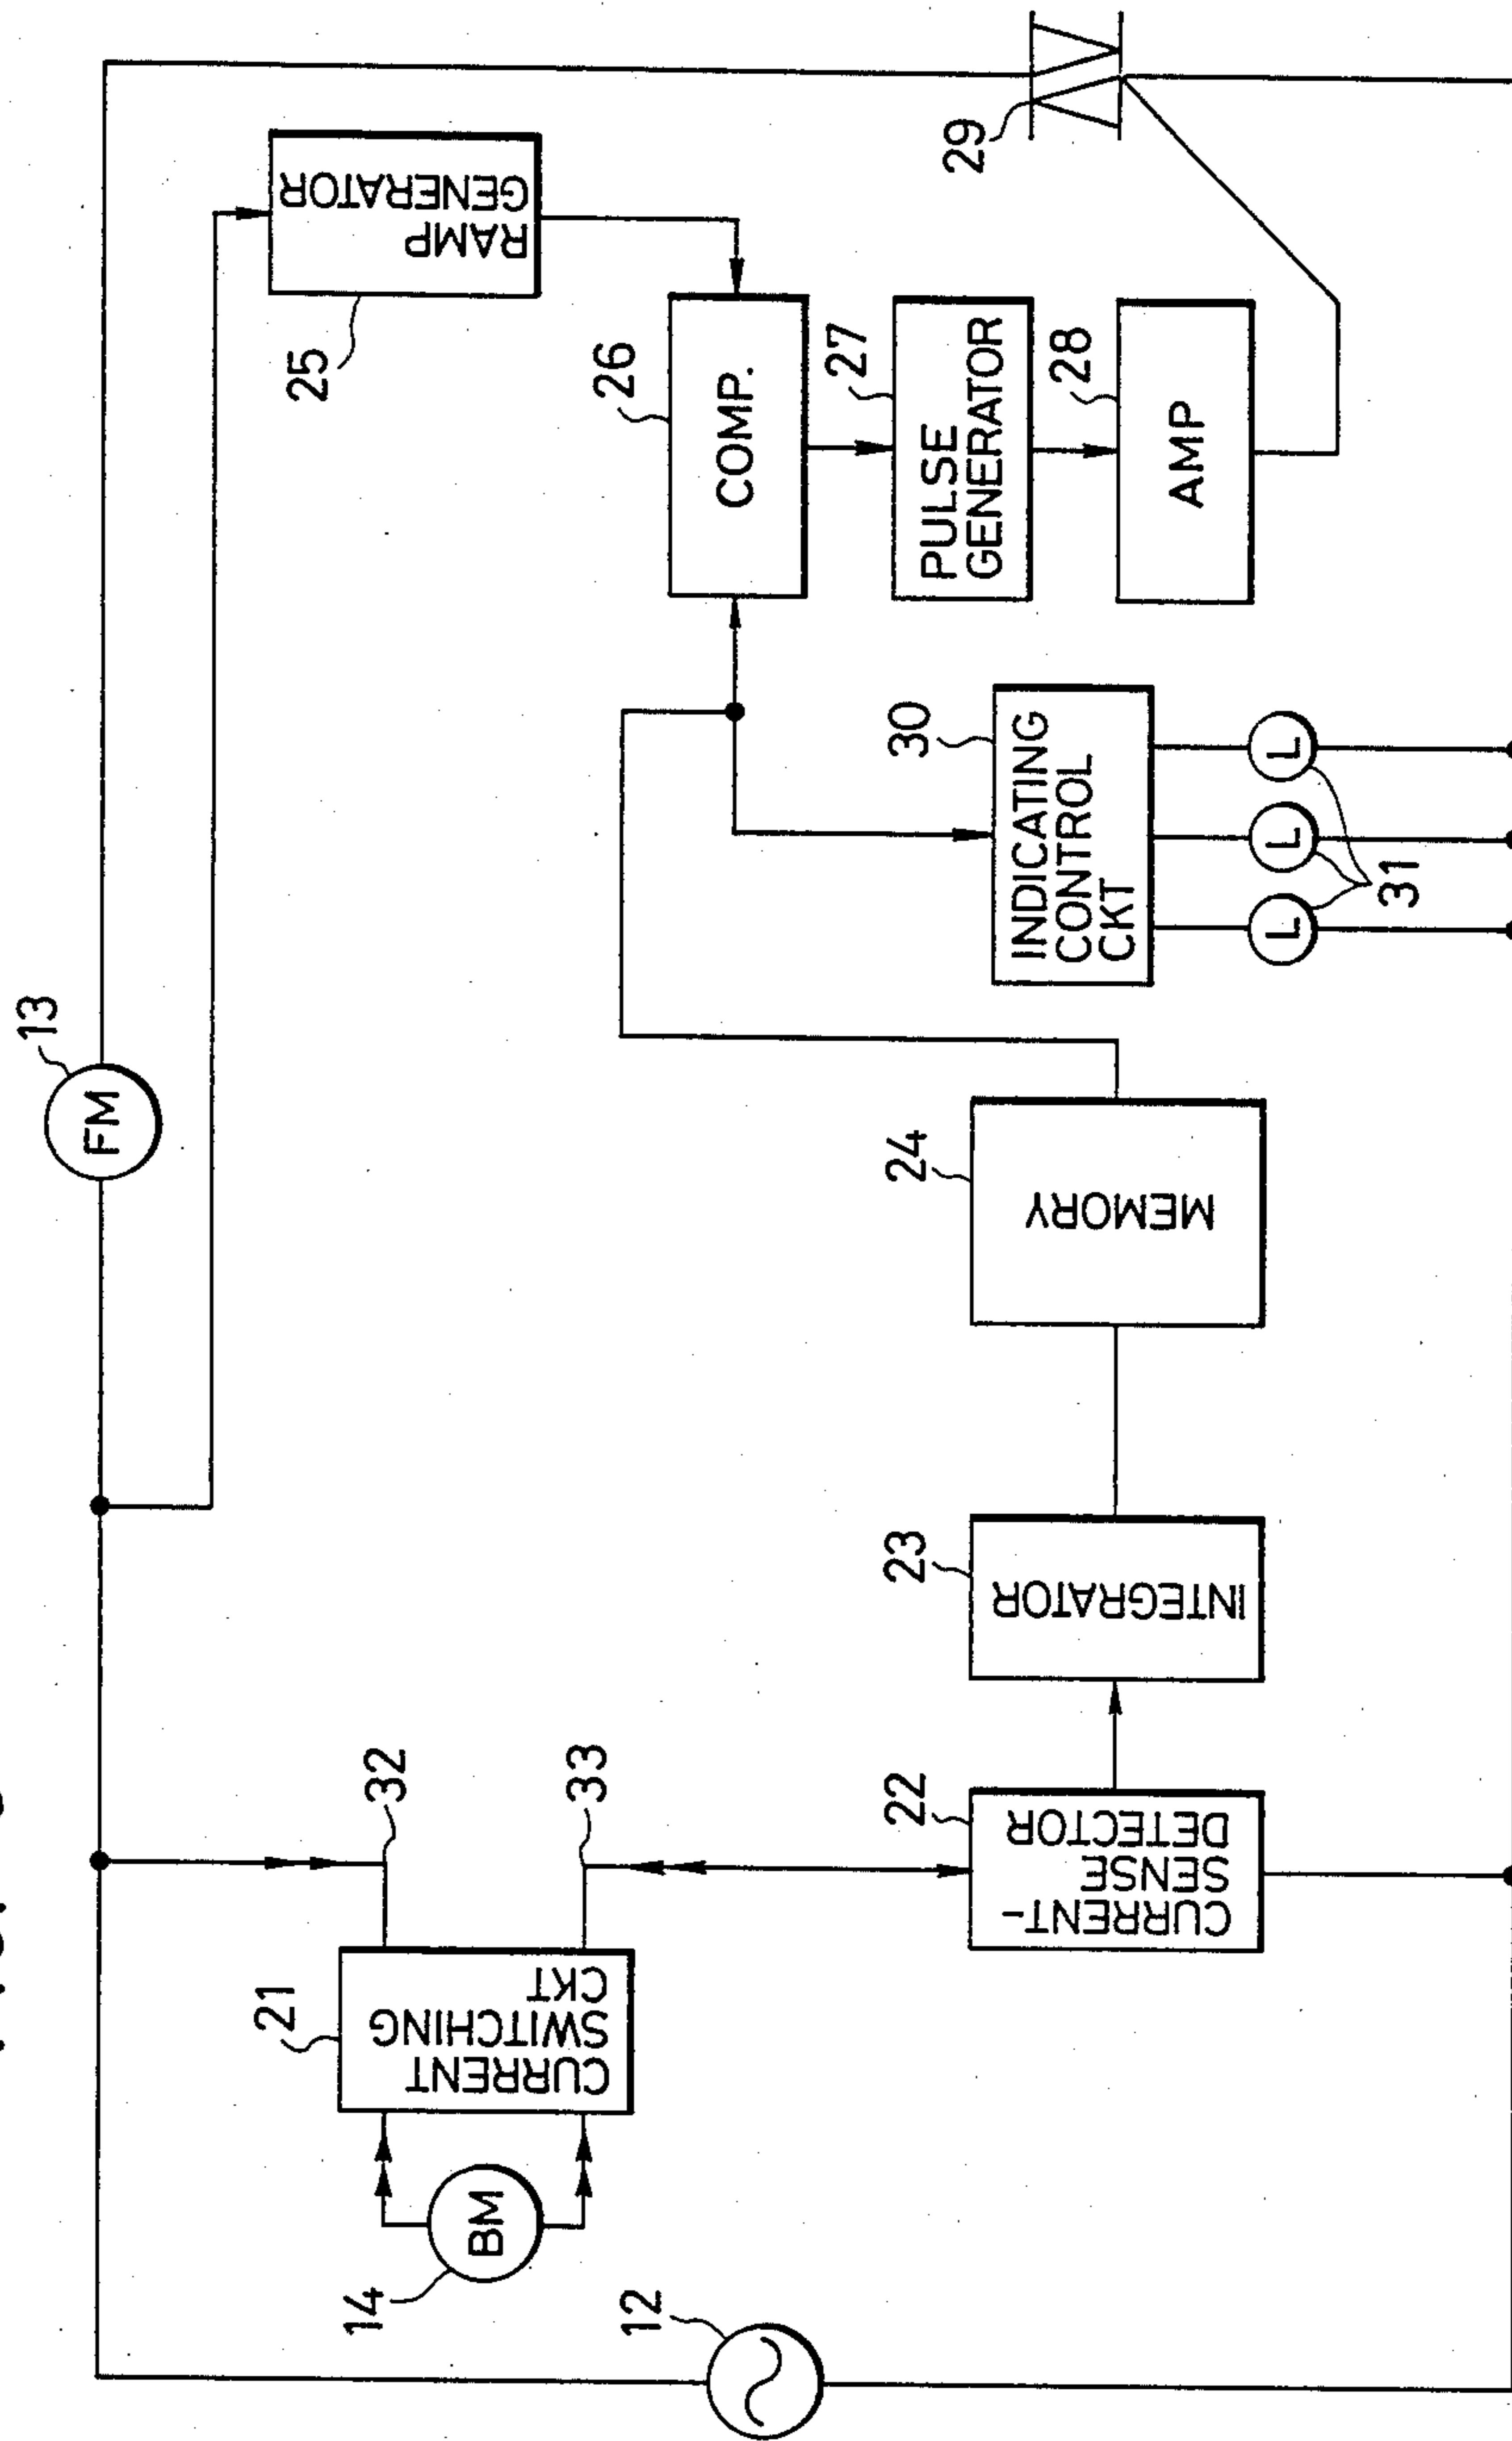 13
FM
RAMP
GENERATOR
25
29
26
COMP.
27
PULSE
GENERATOR
28
AMP
30
INDICATING
CONTROL
CKT
L
L
L
31
24
MEMORY
23
INTEGRATOR
32
33
22
CURRENT-
SENSE
DETECTOR
21
CURRENT
SWITCHING
CKT
BM
14
12